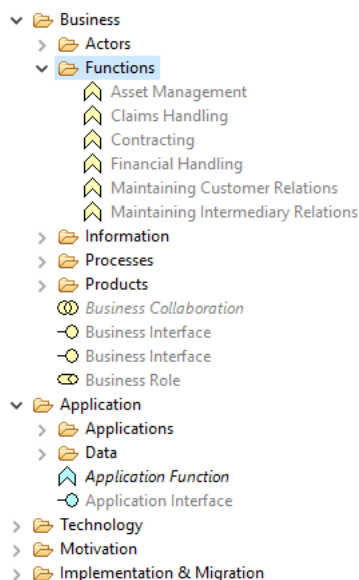 Business
Actors
Functions
Asset Management
Claims Handling
Contracting
Financial Handling
Maintaining Customer Relations
Maintaining Intermediary Relations
Information
Processes
Products
Business Collaboration
Business Interface
Business Interface
Business Role
Application
Applications
Data
Application Function
Application Interface
Technology
Motivation
Implementation & Migration